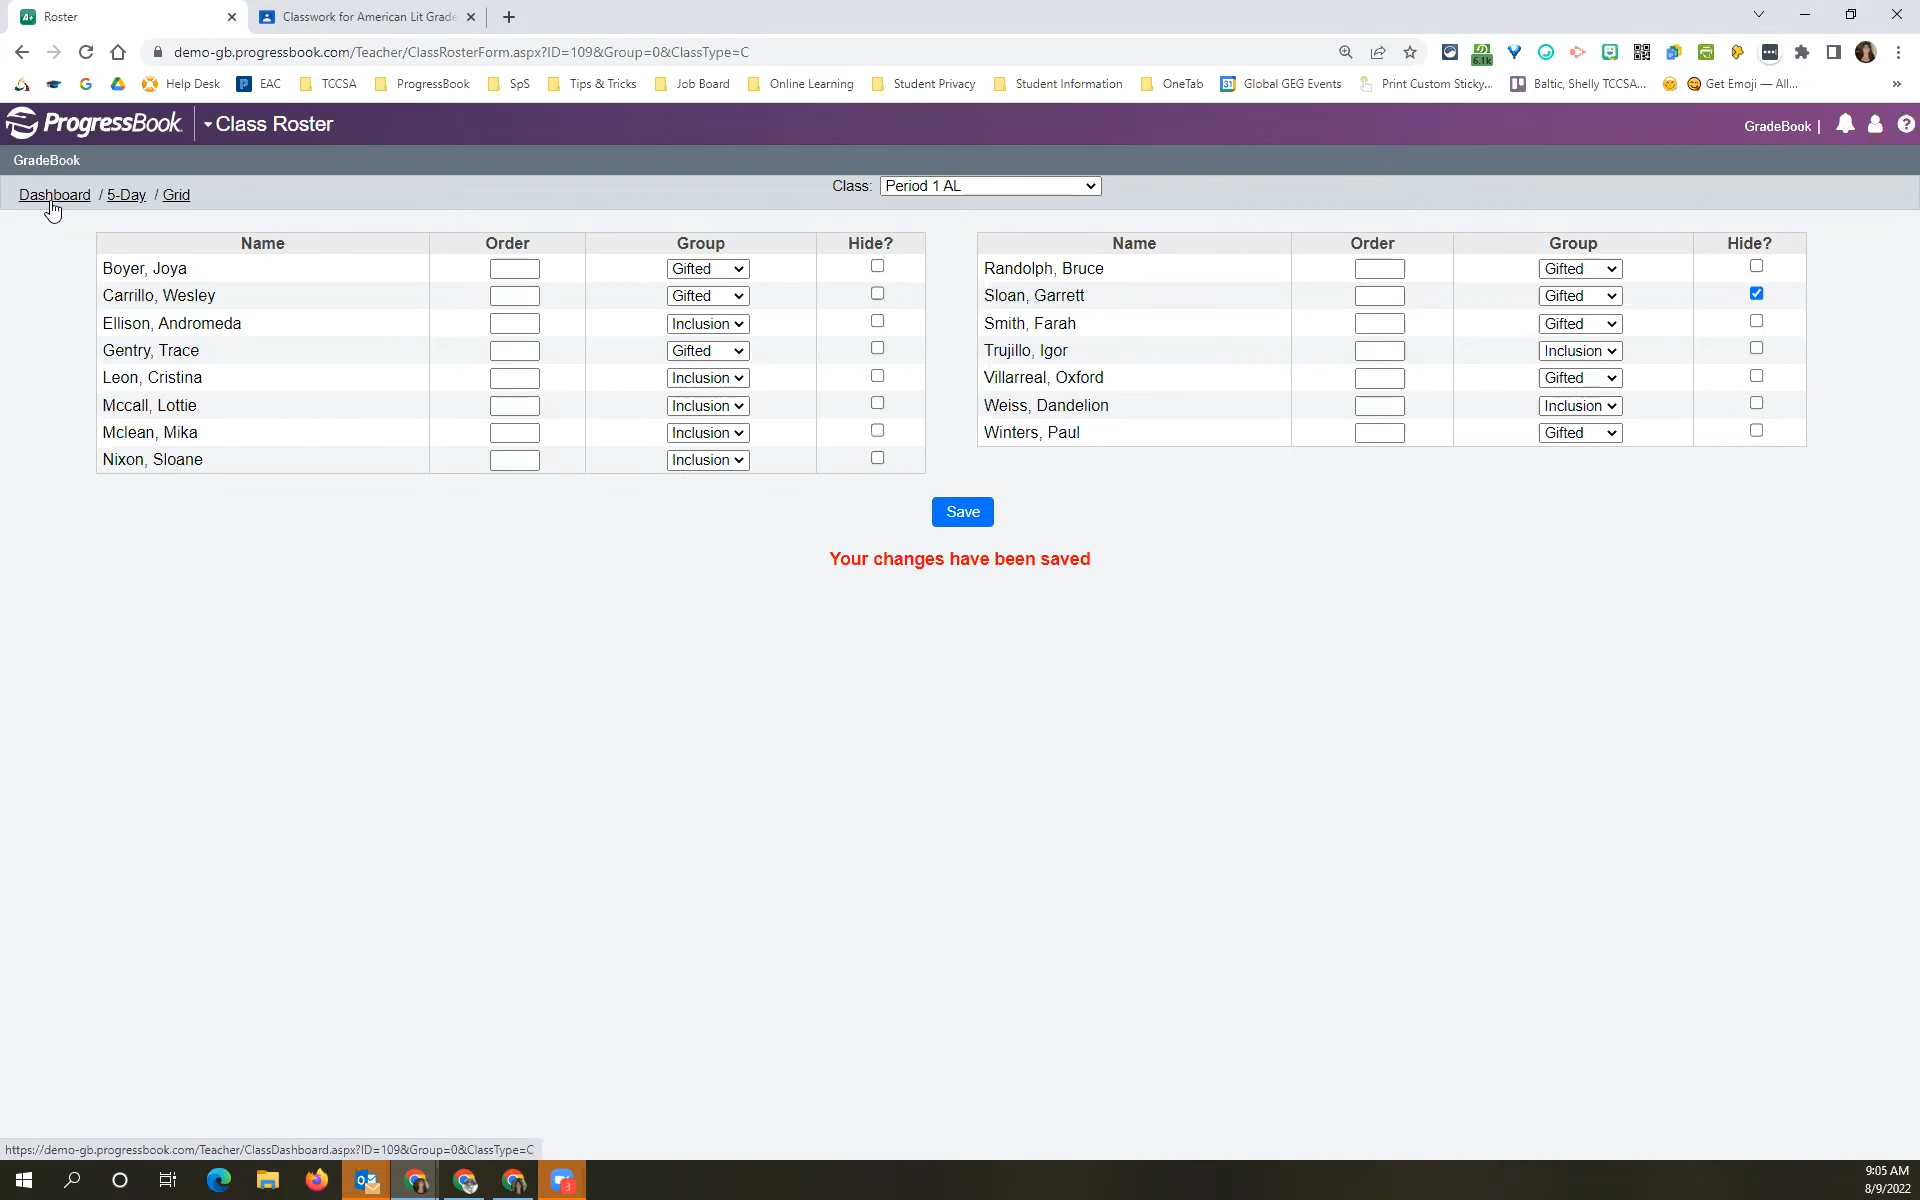 Roster
Classwork for American Lit Grade
demo-gb.progressbook.com/Teacher/ClassRosterForm.aspx?ID=109&Group=0&ClassType=C
6.1k
Help Desk EAC TCCSA ProgressBook SpS Tips & Tricks Job Board Online Learning Student Privacy Student Information OneTab 31 Global GEG Events Print Custom Sticky... Baltic, Shelly TCCSA... Get Emoji — All... »
ProgressBook Class Roster GradeBook |
GradeBook
Dashboard / 5-Day / Grid
Class: Period 1 AL
Name Order Group Hide?
Boyer, Joya Gifted
Carrillo, Wesley Gifted
Ellison, Andromeda Inclusion
Gentry, Trace Gifted
Leon, Cristina Inclusion
Mccall, Lottie Inclusion
Mclean, Mika Inclusion
Nixon, Sloane Inclusion
Name Order Group Hide?
Randolph, Bruce Gifted
Sloan, Garrett Gifted
Smith, Farah Gifted
Trujillo, Igor Inclusion
Villarreal, Oxford Gifted
Weiss, Dandelion Inclusion
Winters, Paul Gifted
Save
Your changes have been saved
https://demo-gb.progressbook.com/Teacher/ClassDashboard.aspx?ID=109&Group=0&ClassType=C
3
9:05 AM
8/9/2022